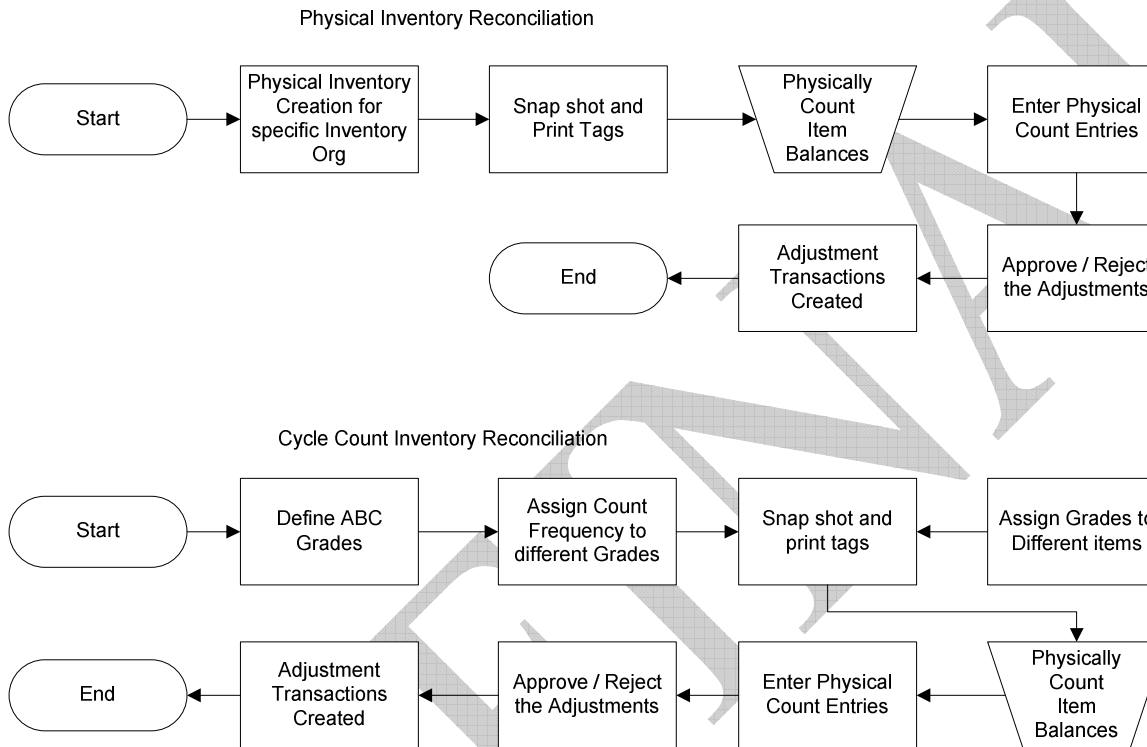 Physical Inventory Reconciliation
Start
Physical Inventory
Creation for
specific Inventory
Org
Snap shot and
Print Tags
Physically
Count
Item
Balances
Enter Physical
Count Entries
Approve / Reject
the Adjustments
Adjustment
Transactions
Created
End
Cycle Count Inventory Reconciliation
Start
Define ABC
Grades
Assign Count
Frequency to
different Grades
Snap shot and
print tags
Assign Grades to
Different items
Physically
Count
Item
Balances
Enter Physical
Count Entries
Approve / Reject
the Adjustments
Adjustment
Transactions
Created
End